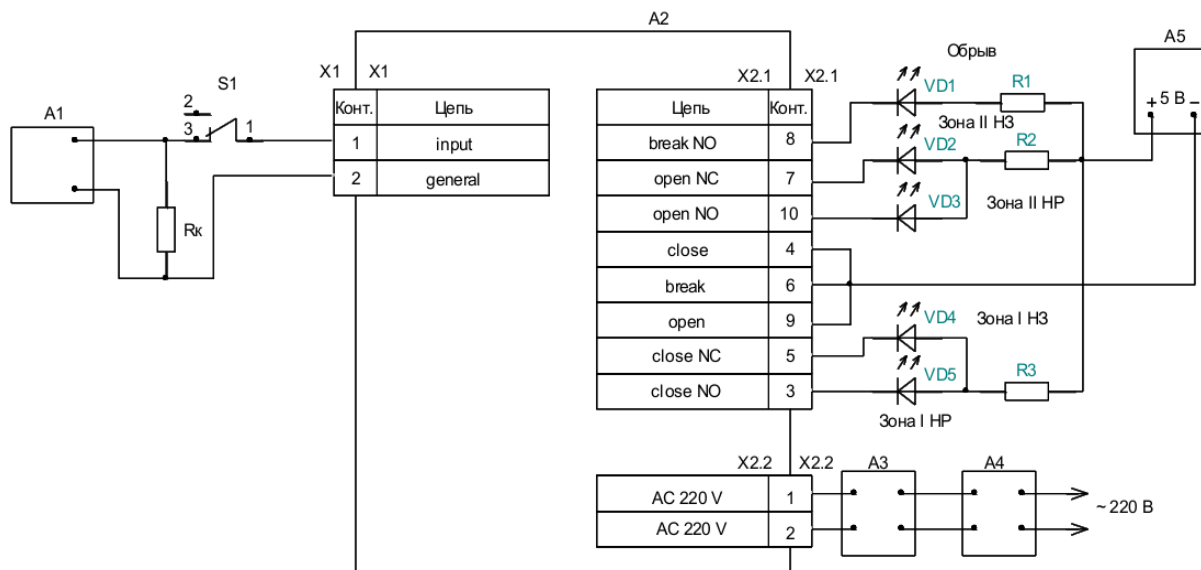 A2
A5
Обрыв
X1 X1
X2.1 X2.1
S1
VD1
R1
+ 5 В −
A1
2
Конт. Цепь
Цепь Конт.
Зона II НЗ
3 1
1 input
break NO 8
VD2
R2
2 general
open NC 7
VD3
Зона II НР
Rк
open NO 10
close 4
break 6
open 9
VD4
Зона I НЗ
close NC 5
VD5
R3
close NO 3
Зона I НР
X2.2 X2.2
A3
A4
AC 220 V 1
~ 220 В
AC 220 V 2